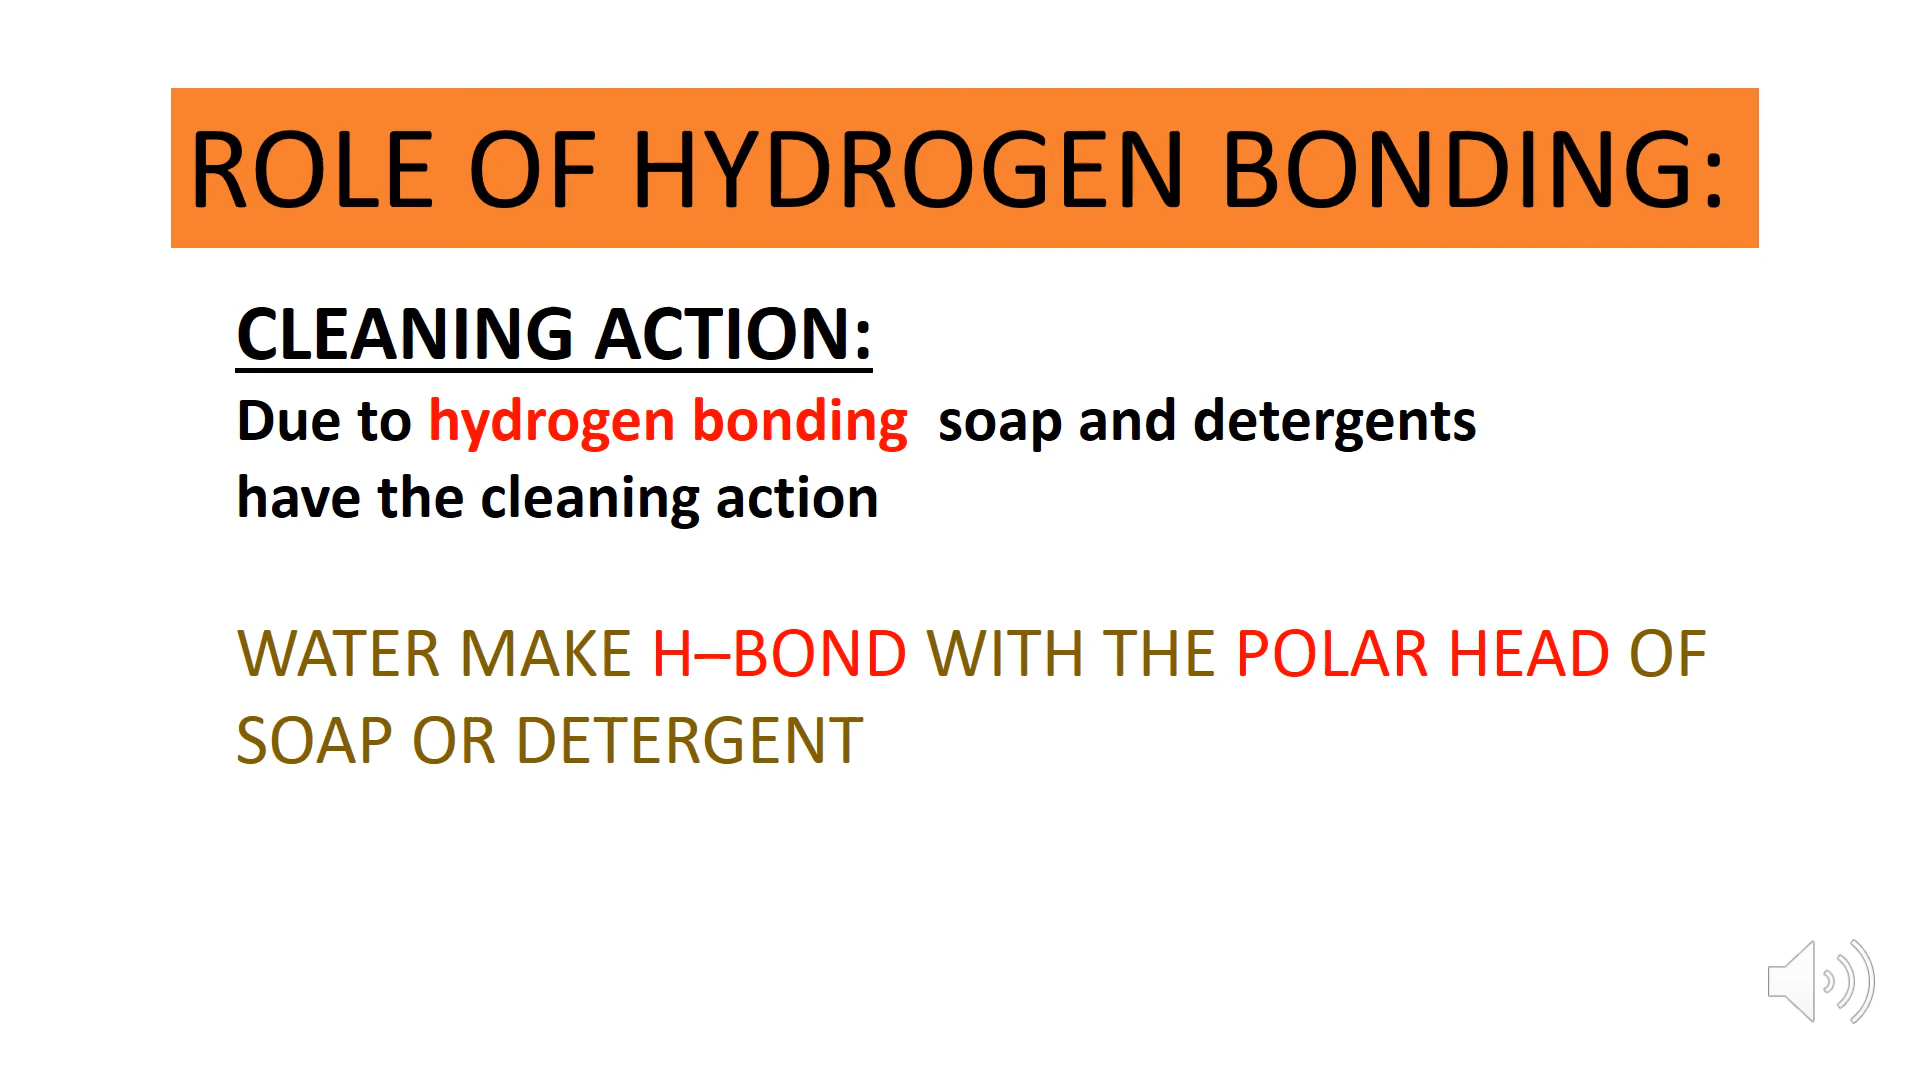 ROLE OF HYDROGEN BONDING:
CLEANING ACTION:
Due to hydrogen bonding soap and detergents
have the cleaning action
WATER MAKE H–BOND WITH THE POLAR HEAD OF
SOAP OR DETERGENT